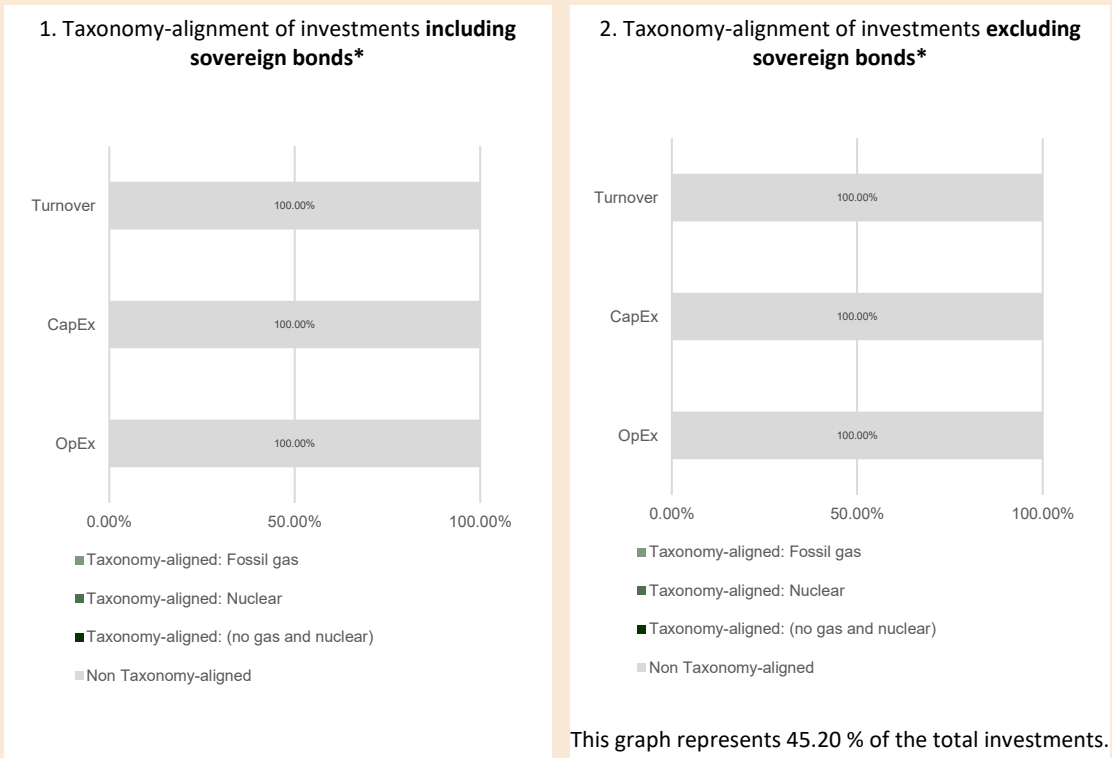 1. Taxonomy-alignment of investments including
sovereign bonds*
Turnover
100.00%
CapEx
100.00%
OpEx
100.00%
0.00%
50.00%
100.00%
Taxonomy-aligned: Fossil gas
Taxonomy-aligned: Nuclear
Taxonomy-aligned: (no gas and nuclear)
Non Taxonomy-aligned
2. Taxonomy-alignment of investments excluding
sovereign bonds*
Turnover
100.00%
CapEx
100.00%
OpEx
100.00%
0.00%
50.00%
100.00%
Taxonomy-aligned: Fossil gas
Taxonomy-aligned: Nuclear
Taxonomy-aligned: (no gas and nuclear)
Non Taxonomy-aligned
This graph represents 45.20 % of the total investments.